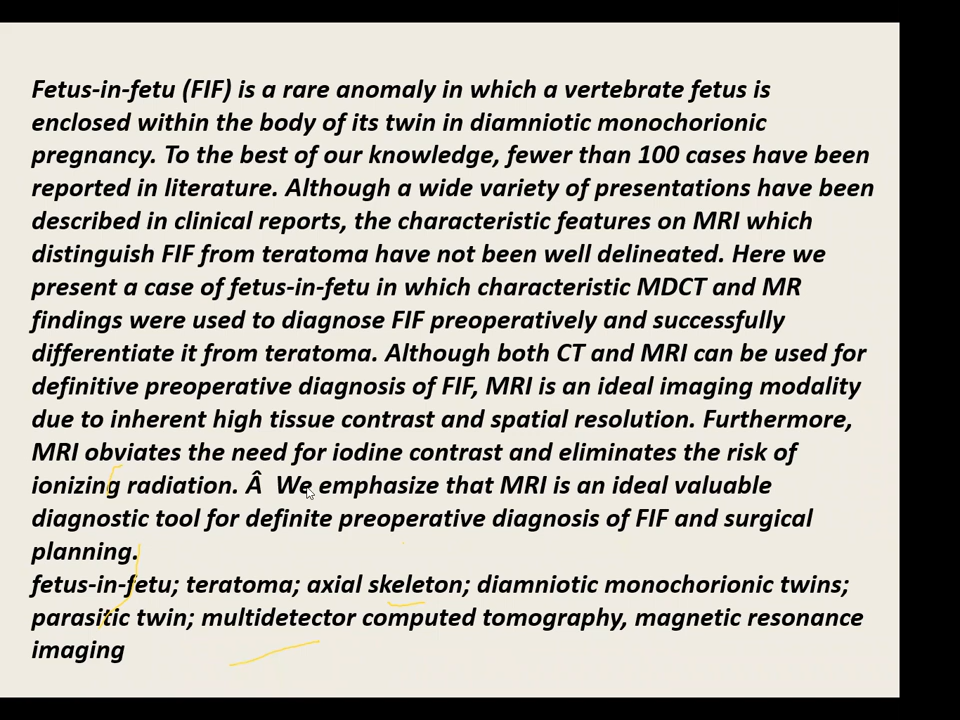 Fetus-in-fetu (FIF) is a rare anomaly in which a vertebrate fetus is
enclosed within the body of its twin in diamniotic monochorionic
pregnancy. To the best of our knowledge, fewer than 100 cases have been
reported in literature. Although a wide variety of presentations have been
described in clinical reports, the characteristic features on MRI which
distinguish FIF from teratoma have not been well delineated. Here we
present a case of fetus-in-fetu in which characteristic MDCT and MR
findings were used to diagnose FIF preoperatively and successfully
differentiate it from teratoma. Although both CT and MRI can be used for
definitive preoperative diagnosis of FIF, MRI is an ideal imaging modality
due to inherent high tissue contrast and spatial resolution. Furthermore,
MRI obviates the need for iodine contrast and eliminates the risk of
ionizing radiation. Â  We emphasize that MRI is an ideal valuable
diagnostic tool for definite preoperative diagnosis of FIF and surgical
planning.
fetus-in-fetu; teratoma; axial skeleton; diamniotic monochorionic twins;
parasitic twin; multidetector computed tomography, magnetic resonance
imaging